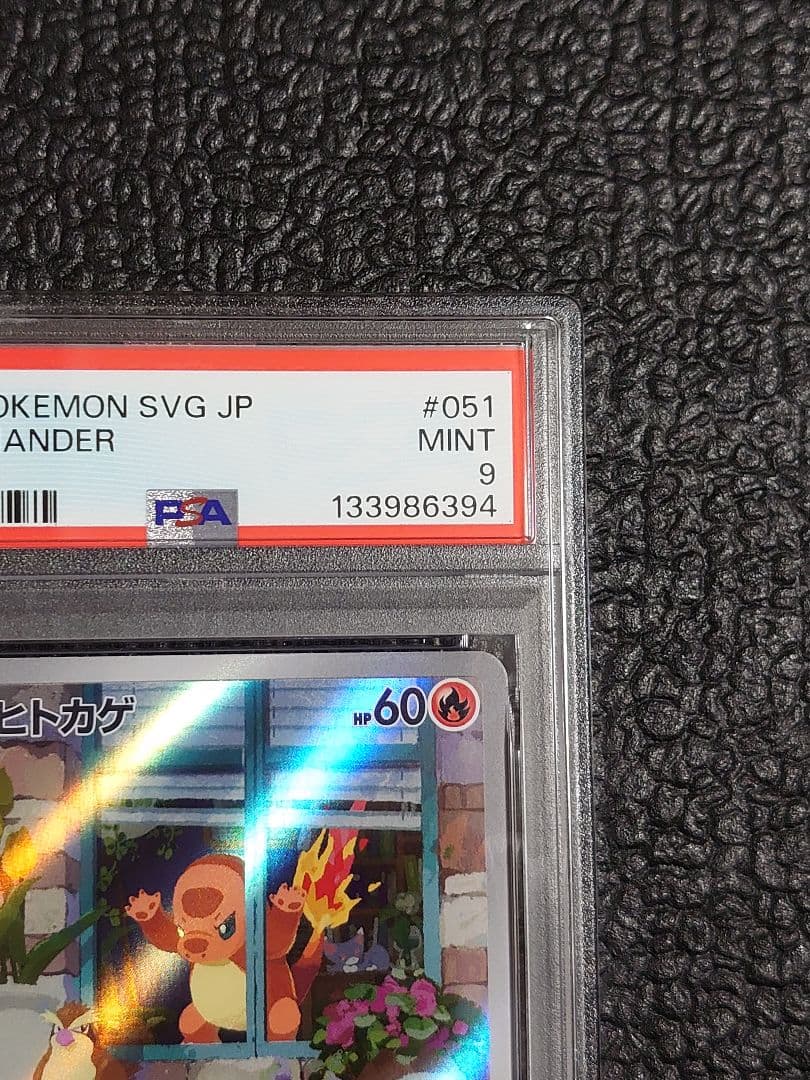 OKEMON SVG JP #051
ANDER MINT
9
PSA 133986394
ヒトカゲ HP60